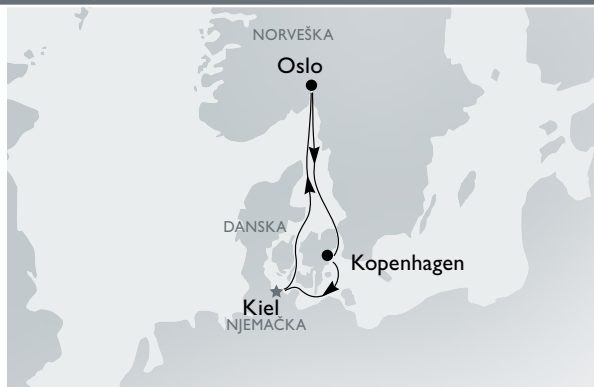 NORVEŠKA
Oslo
DANSKA
Kopenhagen
Kiel
NJEMAČKA